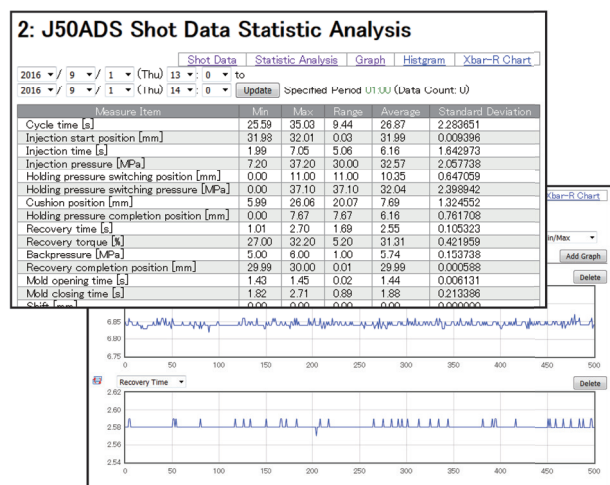 2: J50ADS Shot Data Statistic Analysis
Shot Data Statistic Analysis Graph Histgram Xbar-R Chart
2016 / 9 / 1 (Thu) 13 : 0 to
2016 / 9 / 1 (Thu) 14 : 0 Update Specified Period 01:00 (Data Count: 0)
Measure Item Min Max Range Average Standard Deviation
Cycle time [s] 25.59 35.03 9.44 26.87 2.283651
Injection start position [mm] 31.98 32.01 0.03 31.99 0.009396
Injection time [s] 1.99 7.05 5.06 6.16 1.642973
Injection pressure [MPa] 7.20 37.20 30.00 32.57 2.057738
Holding pressure switching position [mm] 0.00 11.00 11.00 10.35 0.647059
Holding pressure switching pressure [MPa] 0.00 37.10 37.10 32.04 2.398942
Cushion position [mm] 5.99 26.06 20.07 7.69 1.324552
Holding pressure completion position [mm] 0.00 7.67 7.67 6.16 0.761708
Recovery time [s] 1.01 2.70 1.69 2.55 0.105323
Recovery torque [%] 27.00 32.20 5.20 31.31 0.421959
Backpressure [MPa] 5.00 6.00 1.00 5.74 0.153738
Recovery completion position [mm] 29.99 30.00 0.01 29.99 0.000588
Mold opening time [s] 1.43 1.45 0.02 1.44 0.006131
Mold closing time [s] 1.82 2.71 0.89 1.88 0.213386
Shift [mm] 0.00 0.00 0.00 0.00 0.000000
Xbar-R Chart
in/Max
Add Graph
Delete
6.85
6.80
6.75
0 50 100 150 200 250 300 350 400 450 500
Recovery Time Delete
2.62
2.60
2.58
2.56
2.54
0 50 100 150 200 250 300 350 400 450 500